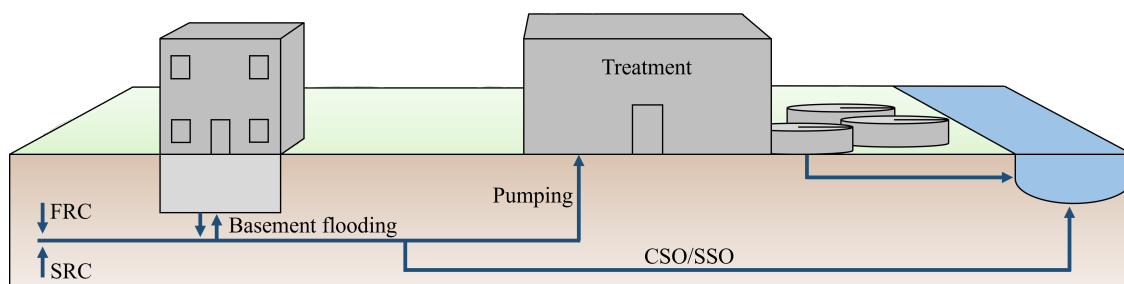 Treatment
Pumping
FRC
Basement flooding
CSO/SSO
SRC